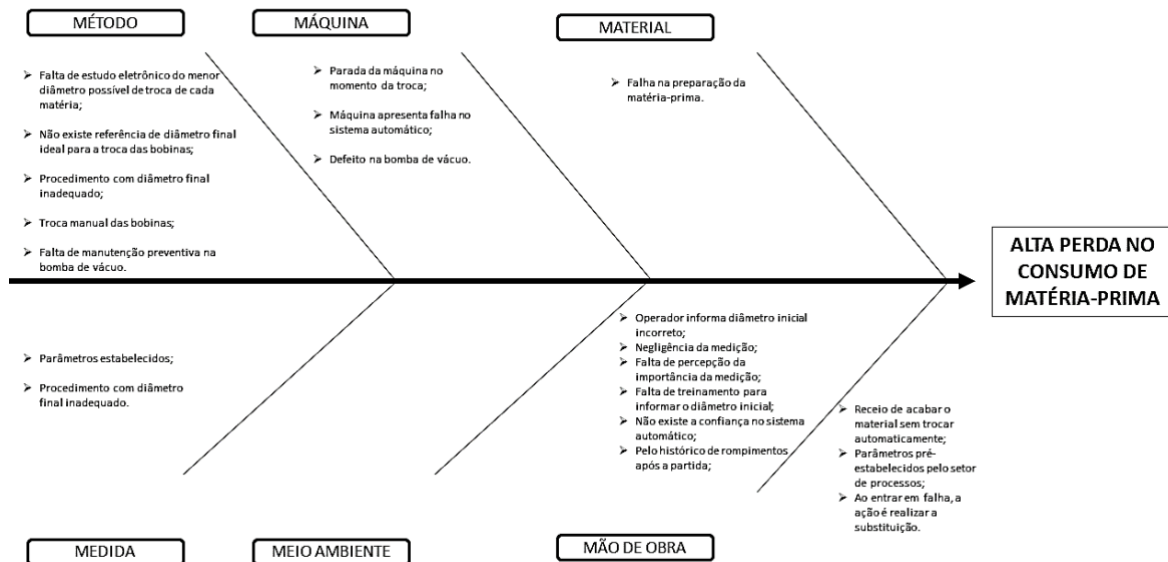 MÉTODO
MÁQUINA
MATERIAL
➢ Falta de estudo eletrônico do menor
diâmetro possível de troca de cada
matéria;
➢ Não existe referência de diâmetro final
ideal para a troca das bobinas;
➢ Procedimento com diâmetro final
inadequado;
➢ Troca manual das bobinas;
➢ Falta de manutenção preventiva na
bomba de vácuo.
➢ Parada da máquina no
momento da troca;
➢ Máquina apresenta falha no
sistema automático;
➢ Defeito na bomba de vácuo.
➢ Falha na preparação da
matéria-prima.
ALTA PERDA NO
CONSUMO DE
MATÉRIA-PRIMA
➢ Parâmetros estabelecidos;
➢ Procedimento com diâmetro
final inadequado.
➢ Operador informa diâmetro inicial
incorreto;
➢ Negligência da medição;
➢ Falta de percepção da
importância da medição;
➢ Falta de treinamento para
informar o diâmetro inicial;
➢ Não existe a confiança no sistema
automático;
➢ Pelo histórico de rompimentos
após a partida;
➢ Receio de acabar o
material sem trocar
automaticamente;
➢ Parâmetros pré-
estabelecidos pelo setor
de processos;
➢ Ao entrar em falha, a
ação é realizar a
substituição.
MEDIDA
MEIO AMBIENTE
MÃO DE OBRA